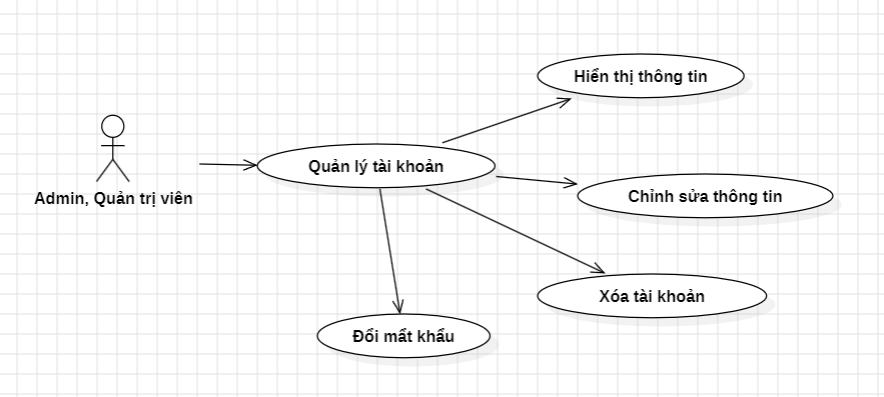 Hiển thị thông tin
Quản lý tài khoản
Admin, Quản trị viên
Chỉnh sửa thông tin
Xóa tài khoản
Đổi mất khẩu